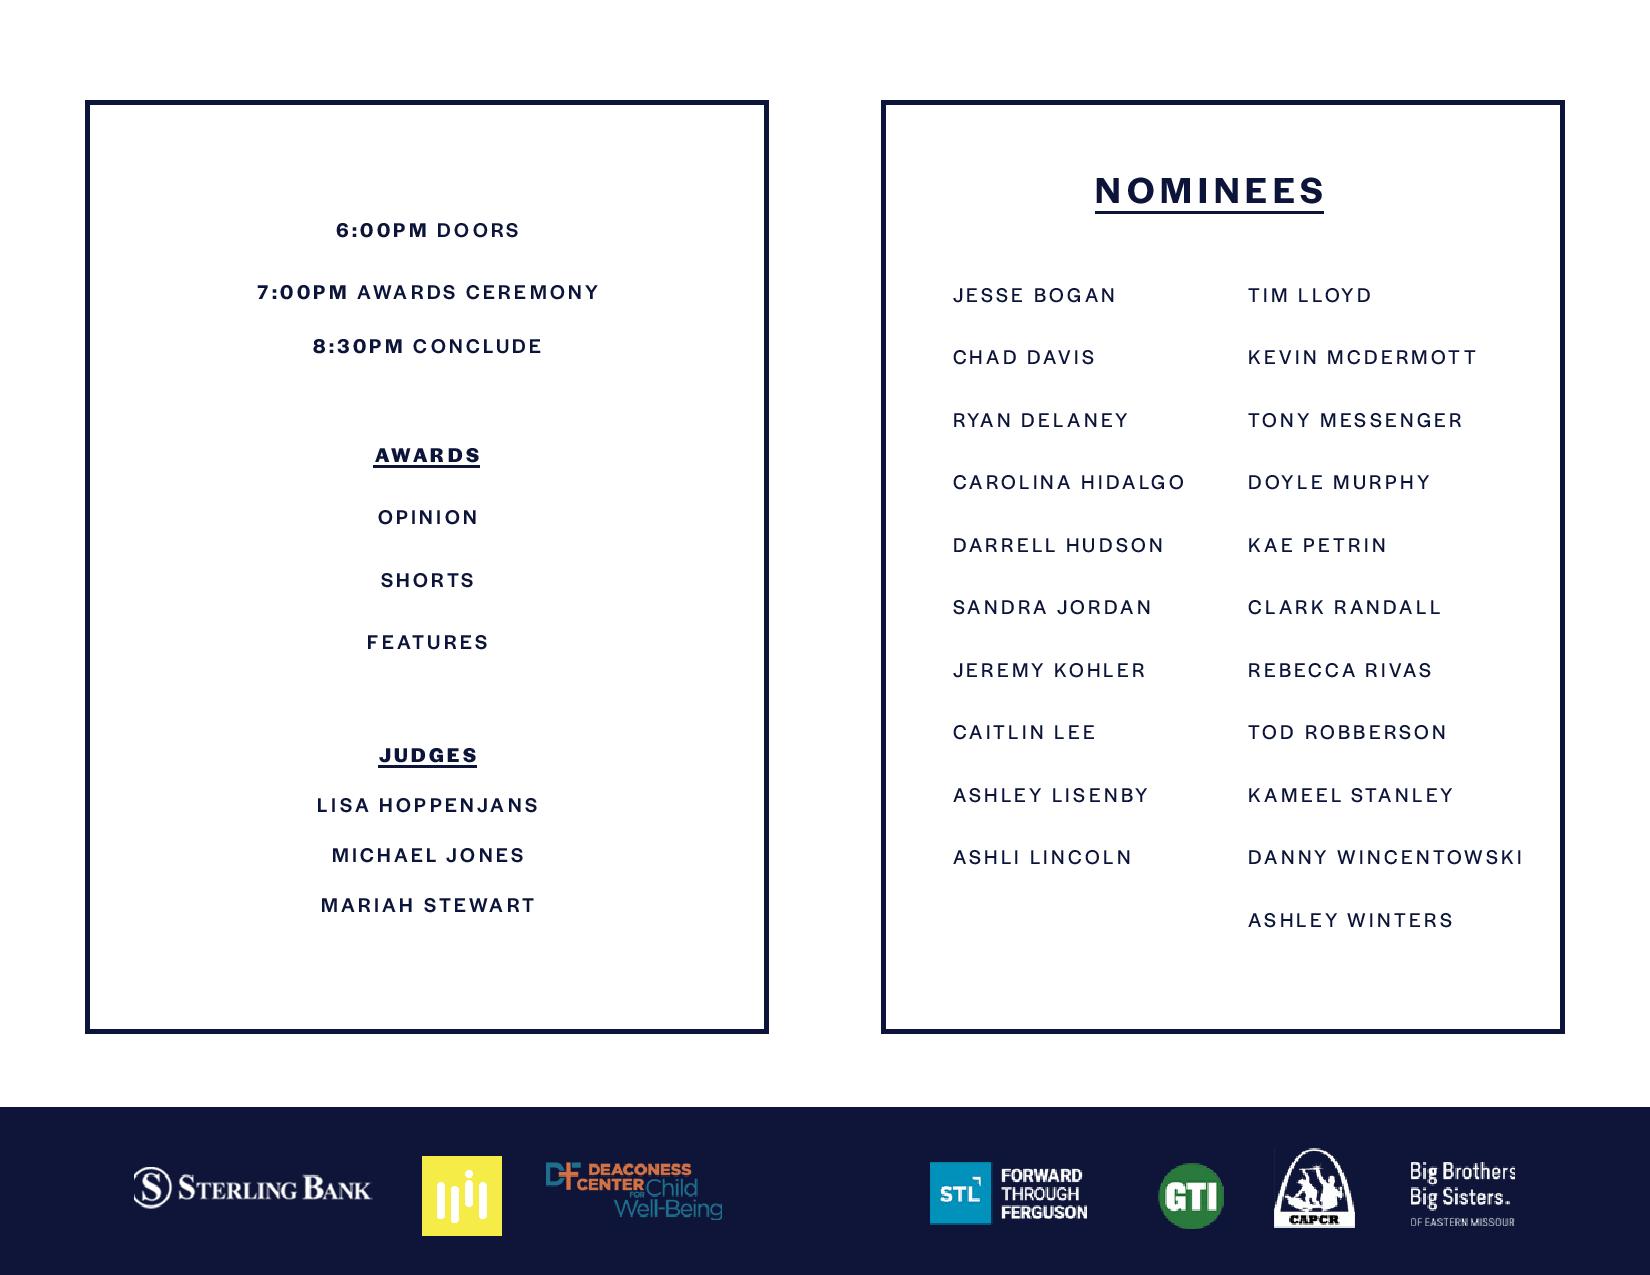 6:00PM DOORS
7:00PM AWARDS CEREMONY
8:30PM CONCLUDE
AWARDS
OPINION
SHORTS
FEATURES
JUDGES
LISA HOPPENJANS
MICHAEL JONES
MARIAH STEWART
NOMINEES
JESSE BOGAN
CHAD DAVIS
RYAN DELANEY
CAROLINA HIDALGO
DARRELL HUDSON
SANDRA JORDAN
JEREMY KOHLER
CAITLIN LEE
ASHLEY LISENBY
ASHLI LINCOLN
TIM LLOYD
KEVIN MCDERMOTT
TONY MESSENGER
DOYLE MURPHY
KAE PETRIN
CLARK RANDALL
REBECCA RIVAS
TOD ROBBERSON
KAMEEL STANLEY
DANNY WINCENTOWSKI
ASHLEY WINTERS
S STERLING BANK
DEACONESS
CENTER FOR Child
Well-Being
STL
FORWARD
THROUGH
FERGUSON
GTI
CAPCR
Big Brothers
Big Sisters.
OF EASTERN MISSOUR